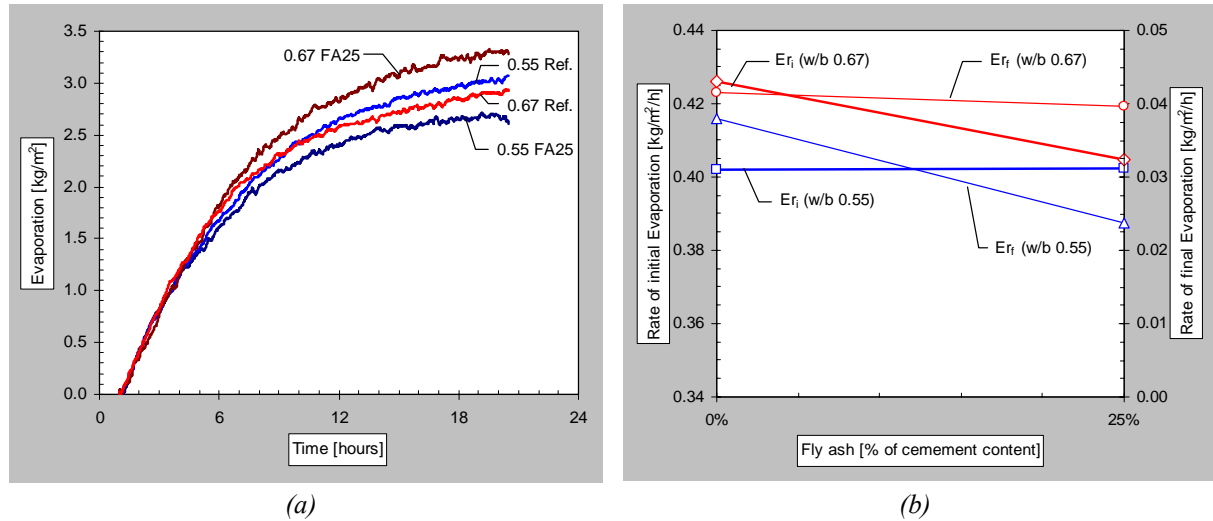 3.5
3.0
2.5
2.0
1.5
1.0
0.5
0.0
Evaporation [kg/m²]
0.67 FA25
0.55 Ref.
0.67 Ref.
0.55 FA25
0
6
12
18
24
Time [hours]
(a)
0.44
0.42
0.40
0.38
0.36
0.34
Rate of initial Evaporation [kg/m²/h]
Erᵢ (w/b 0.67)
Er_f (w/b 0.67)
Erᵢ (w/b 0.55)
Er_f (w/b 0.55)
0.05
0.04
0.03
0.02
0.01
0.00
Rate of final Evaporation [kg/m²/h]
0%
25%
Fly ash [% of cemement content]
(b)